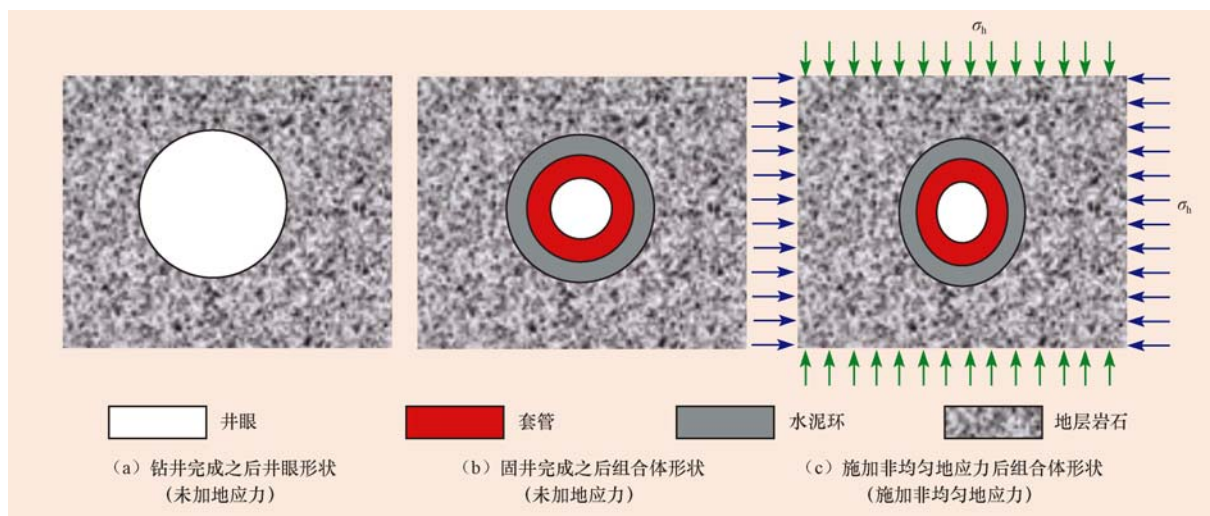 σh
σh
井眼
套管
水泥环
地层岩石
（a）钻井完成之后井眼形状
（未加地应力）
（b）固井完成之后组合体形状
（未加地应力）
（c）施加非均匀地应力后组合体形状
（施加非均匀地应力）